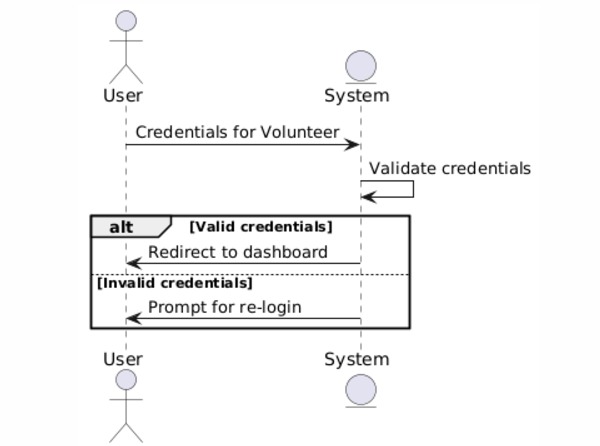 User
System
Credentials for Volunteer
Validate credentials
alt [Valid credentials]
Redirect to dashboard
[Invalid credentials]
Prompt for re-login
User
System